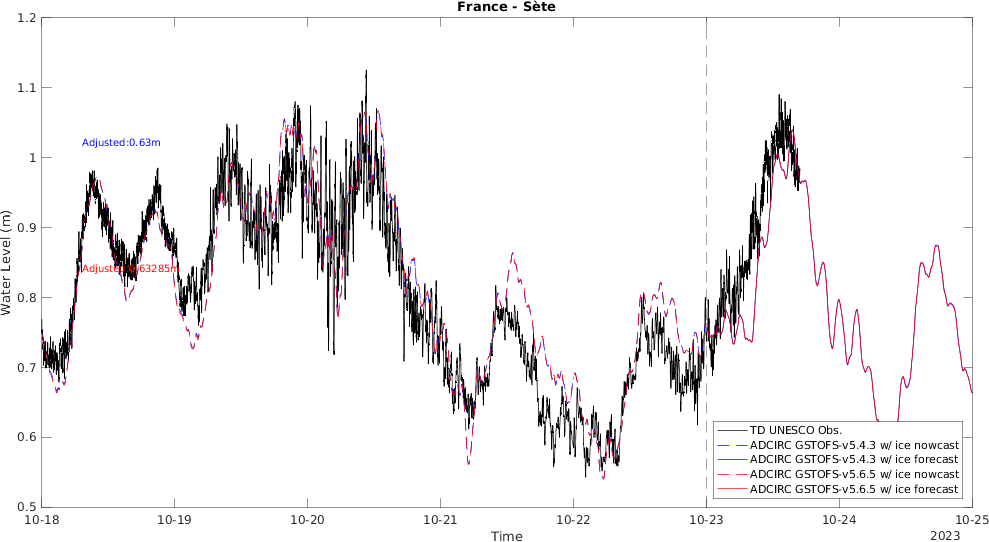 France - Sète
1.2
1.1
1
0.9
0.8
0.7
0.6
0.5
Water Level (m)
Adjusted:0.63m
Adjusted:0.63285m
TD UNESCO Obs.
ADCIRC GSTOFS-v5.4.3 w/ ice nowcast
ADCIRC GSTOFS-v5.4.3 w/ ice forecast
ADCIRC GSTOFS-v5.6.5 w/ ice nowcast
ADCIRC GSTOFS-v5.6.5 w/ ice forecast
10-18 10-19 10-20 10-21 10-22 10-23 10-24 10-25
Time
2023